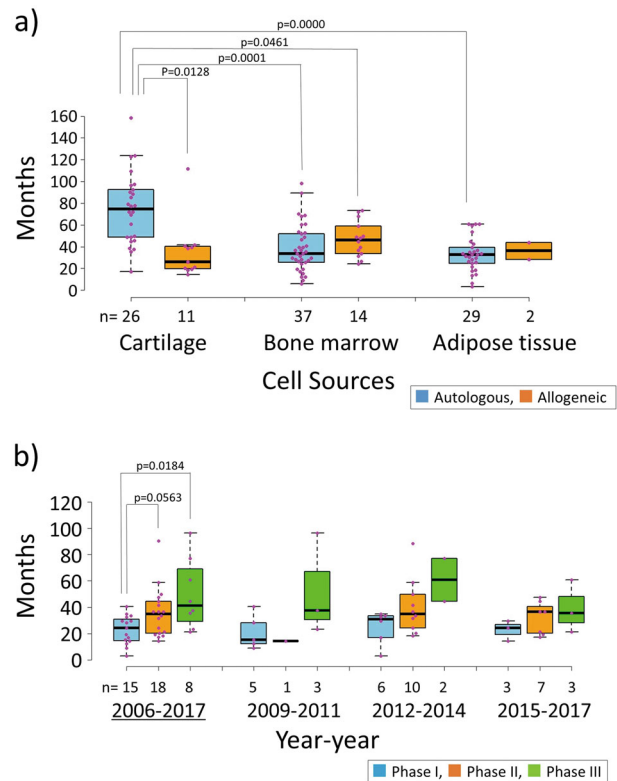 a)
p=0.0000
p=0.0461
p=0.0001
P=0.0128
Months
160
140
120
100
80
60
40
20
0
n= 26 11 37 14 29 2
Cartilage Bone marrow Adipose tissue
Cell Sources
Autologous, Allogeneic
b)
p=0.0184
p=0.0563
Months
120
100
80
60
40
20
0
n= 15 18 8 5 1 3 6 10 2 3 7 3
2006-2017 2009-2011 2012-2014 2015-2017
Year-year
Phase I, Phase II, Phase III